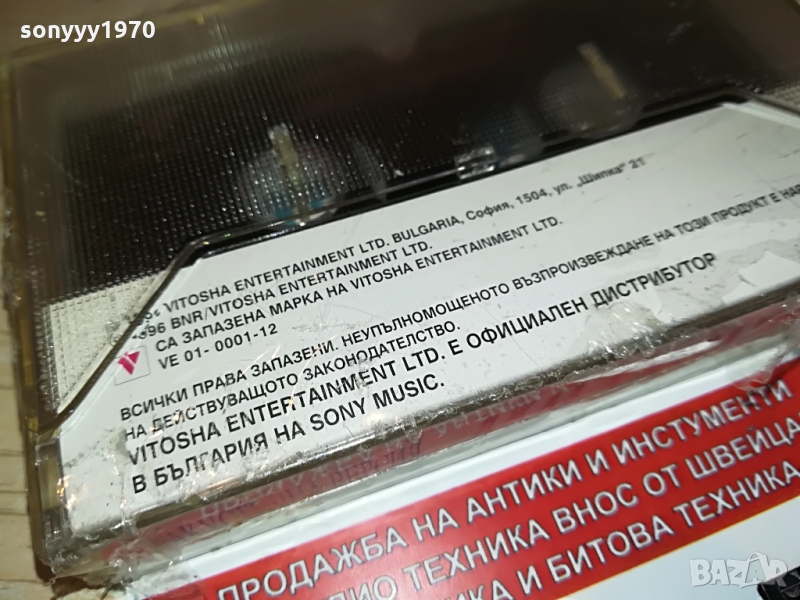 sonyyy1970
VITOSHA ENTERTAINMENT LTD. BULGARIA, София, 1504, ул. „Шипка" 21
BNR/VITOSHA ENTERTAINMENT LTD.
СА ЗАПАЗЕНА МАРКА НА VITOSHA ENTERTAINMENT LTD.
VE 01- 0001-12
ВСИЧКИ ПРАВА ЗАПАЗЕНИ. НЕУПЪЛНОМОЩЕНОТО ВЪЗПРОИЗВЕЖДАНЕ НА ТОЗИ ПРОДУКТ Е
НА ДЕЙСТВУВАЩОТО ЗАКОНОДАТЕЛСТВО.
VITOSHA ENTERTAINMENT LTD. Е ОФИЦИАЛЕН ДИСТРИБУТОР
В БЪЛГАРИЯ НА SONY MUSIC.
ПРОДАЖБА НА АНТИКИ И ИНСТУМЕНТИ
ТЕХНИКА ВНОС ОТ ШВЕЙЦА
И БИТОВА ТЕХНИКА
BAZAR